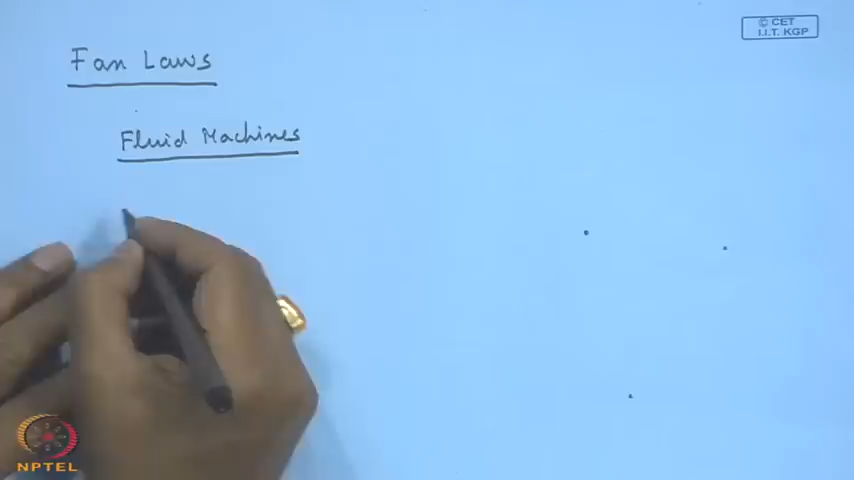 © CET
I.I.T. KGP
Fan Laws
Fluid Machines
NPTEL